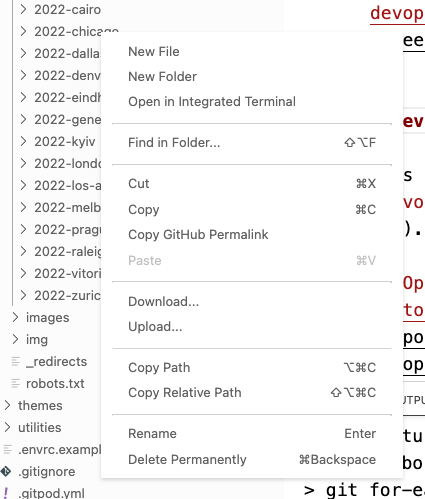 2022-cairo
2022-chicago
2022-dalla
2022-denv
2022-eindh
2022-gene
2022-kyiv
2022-londo
2022-los-a
2022-melb
2022-pragu
2022-raleig
2022-vitori
2022-zuric
images
img
_redirects
robots.txt
themes
utilities
.envrc.examp
.gitignore
.gitpod.yml
New File
New Folder
Open in Integrated Terminal
Find in Folder... ⇧⌥F
Cut ⌘X
Copy ⌘C
Copy GitHub Permalink
Paste ⌘V
Download...
Upload...
Copy Path ⌥⌘C
Copy Relative Path ⇧⌥⌘C
Rename Enter
Delete Permanently ⌘Backspace
devop
ee
ev
s
vo
).
Op
to
po
op
UTPU
tu
bo
> git for-ea